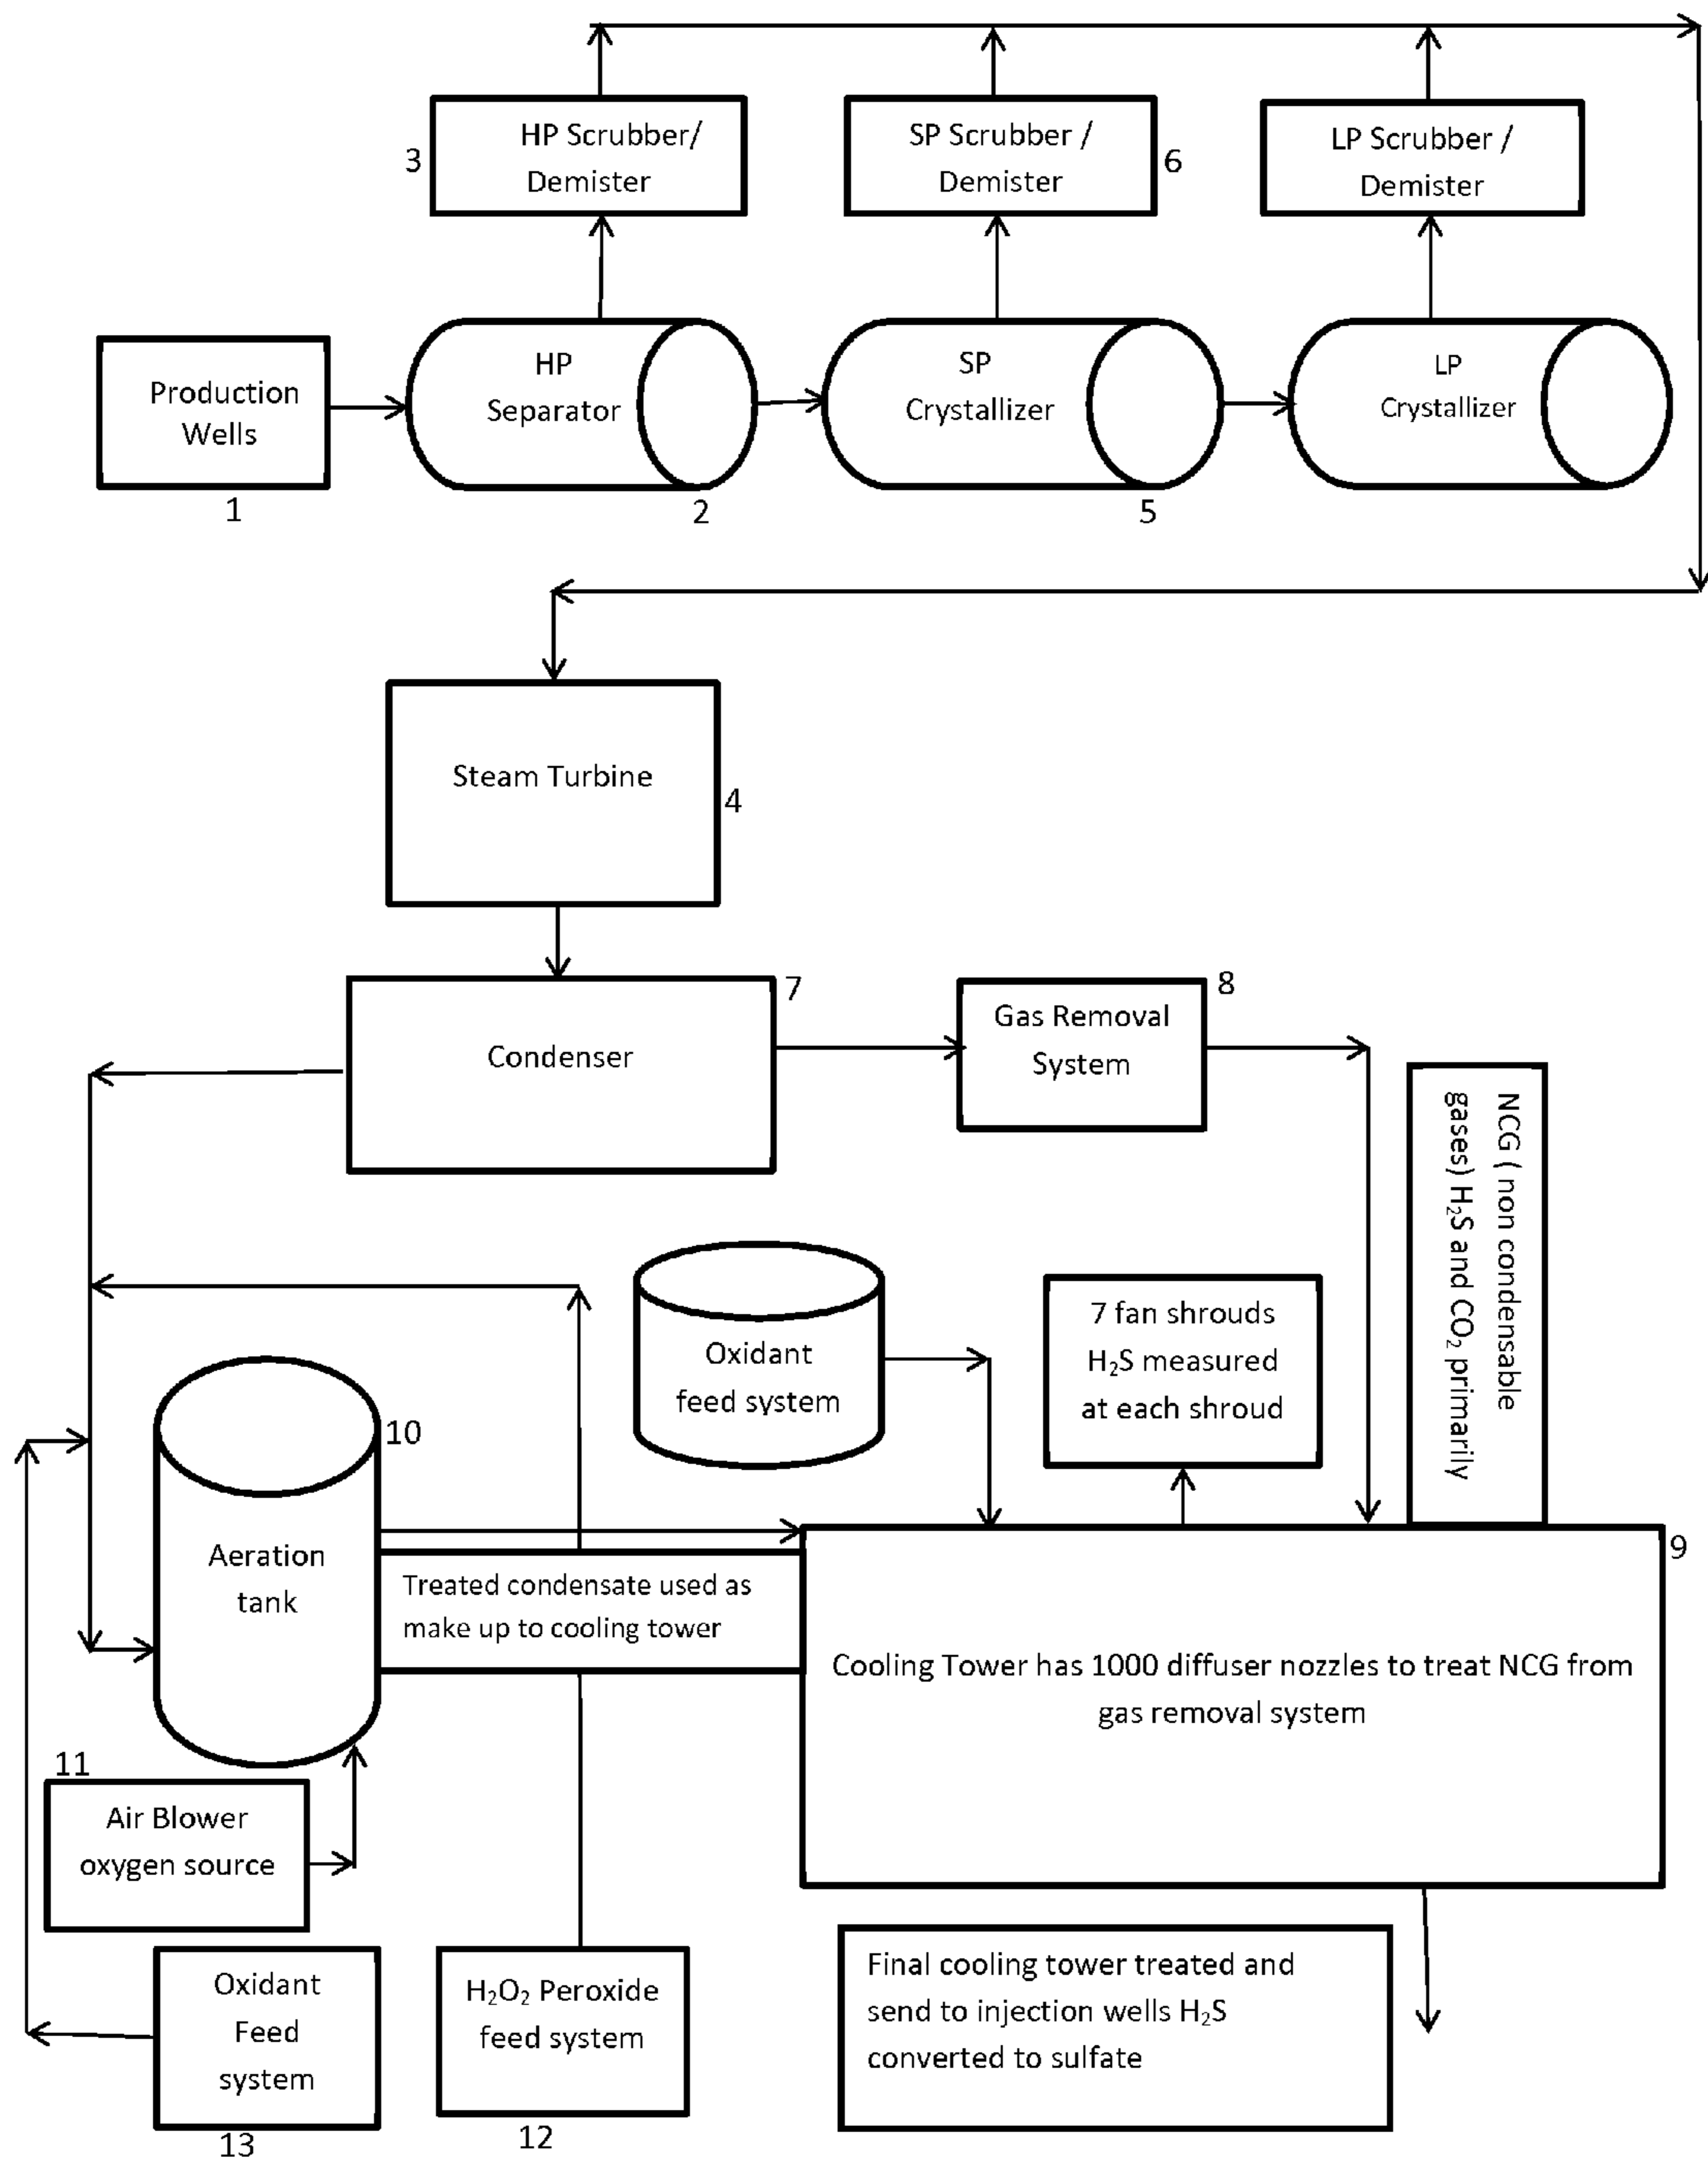 HP Scrubber/
Demister
3
SP Scrubber /
Demister
6
LP Scrubber /
Demister
Production
Wells
1
HP
Separator
2
SP
Crystallizer
5
LP
Crystallizer
Steam Turbine
4
Condenser
7
Gas Removal
System
8
NCG ( non condensable
gases) H₂S and CO₂ primarily
Oxidant
feed system
7 fan shrouds
H₂S measured
at each shroud
Aeration
tank
10
Treated condensate used as
make up to cooling tower
9
Cooling Tower has 1000 diffuser nozzles to treat NCG from
gas removal system
11
Air Blower
oxygen source
Oxidant
Feed
system
13
H₂O₂ Peroxide
feed system
12
Final cooling tower treated and
send to injection wells H₂S
converted to sulfate